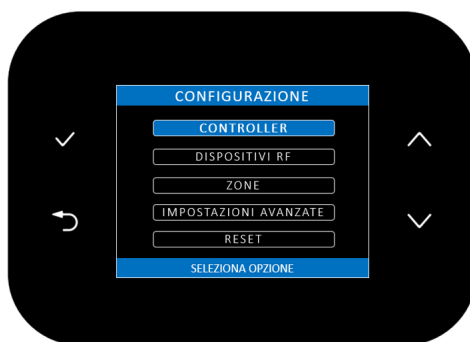 CONFIGURAZIONE
CONTROLLER
DISPOSITIVI RF
ZONE
IMPOSTAZIONI AVANZATE
RESET
SELEZIONA OPZIONE